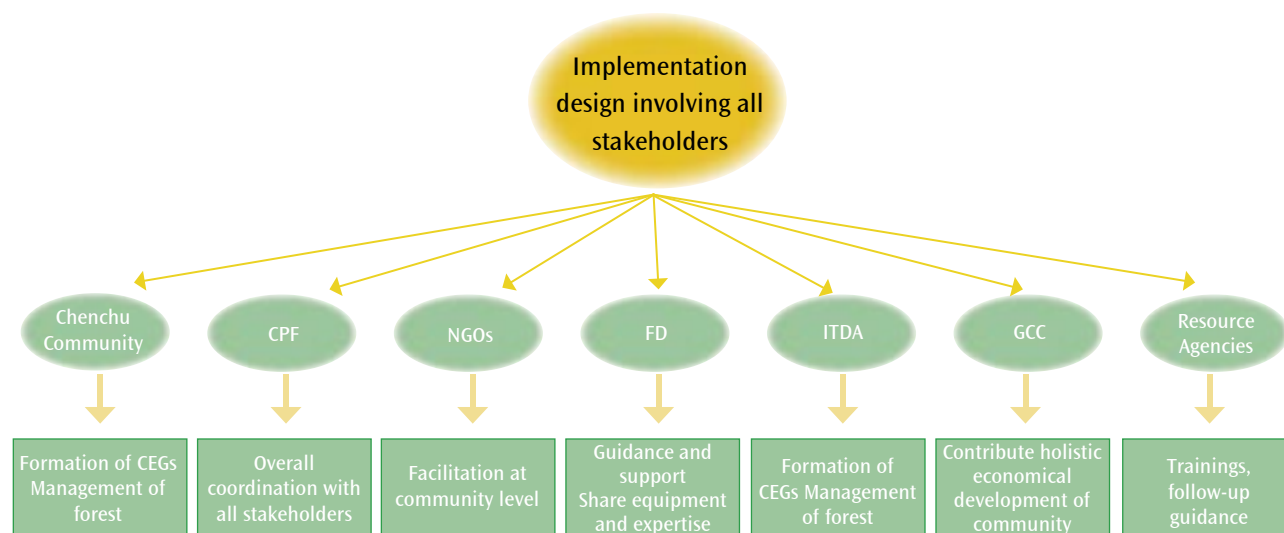 Implementation
design involving all
stakeholders
Chenchu
Community
CPF
NGOs
FD
ITDA
GCC
Resource
Agencies
Formation of CEGs
Management of
forest
Overall
coordination with
all stakeholders
Facilitation at
community level
Guidance and
support
Share equipment
and expertise
Formation of
CEGs Management
of forest
Contribute holistic
economical
development of
community
Trainings,
follow-up
guidance